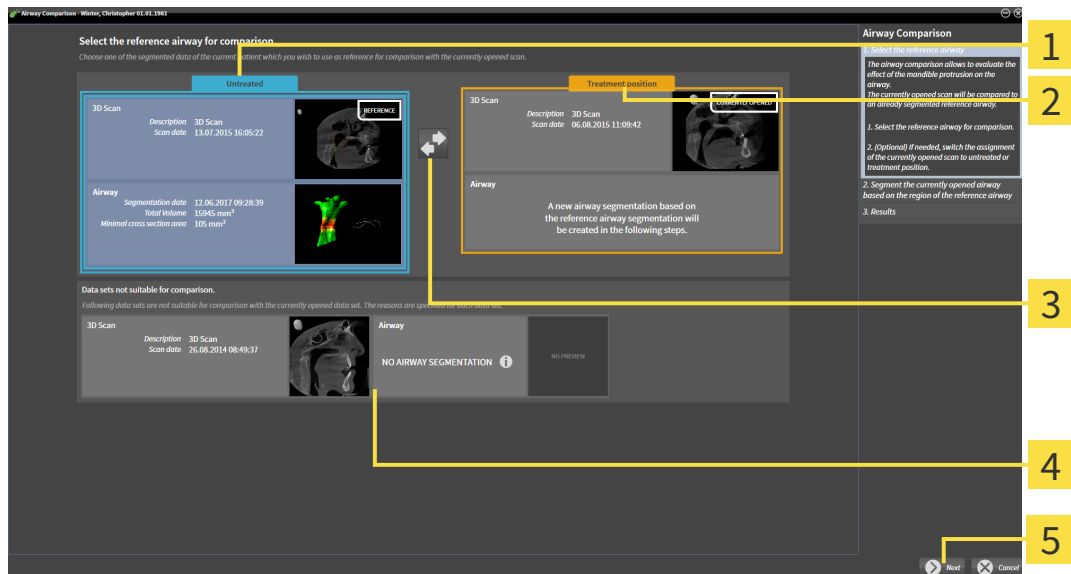 Airway Comparison - Winter, Christopher 01.01.1981
Select the reference airway for comparison
Choose one of the segmented data of the current patient which you wish to use as reference for comparison with the currently opened scan.
Untreated
3D Scan
REFERENCE
Description 3D Scan
Scan date 13.07.2015 16:05:22
Airway
Segmentation date 12.06.2017 09:28:39
Total Volume 15945 mm³
Minimal cross section area 105 mm²
Treatment position
3D Scan
CURRENTLY OPENED
Description 3D Scan
Scan date 06.08.2015 11:09:42
Airway
A new airway segmentation based on
the reference airway segmentation will
be created in the following steps.
Data sets not suitable for comparison.
Following data sets are not suitable for comparison with the currently opened data set. The reasons are specified for each data set.
3D Scan
Description 3D Scan
Scan date 26.08.2014 08:49:37
Airway
NO AIRWAY SEGMENTATION i
NO PREVIEW
Airway Comparison
1. Select the reference airway
The airway comparison allows to evaluate the
effect of the mandible protrusion on the
airway.
The currently opened scan will be compared to
an already segmented reference airway.
1. Select the reference airway for comparison.
2. (Optional) If needed, switch the assignment
of the currently opened scan to untreated or
treatment position.
2. Segment the currently opened airway
based on the region of the reference airway
3. Results
Next
Cancel
1
2
3
4
5